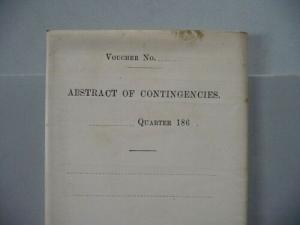 VOUCHER No.
ABSTRACT OF CONTINGENCIES.
QUARTER 186